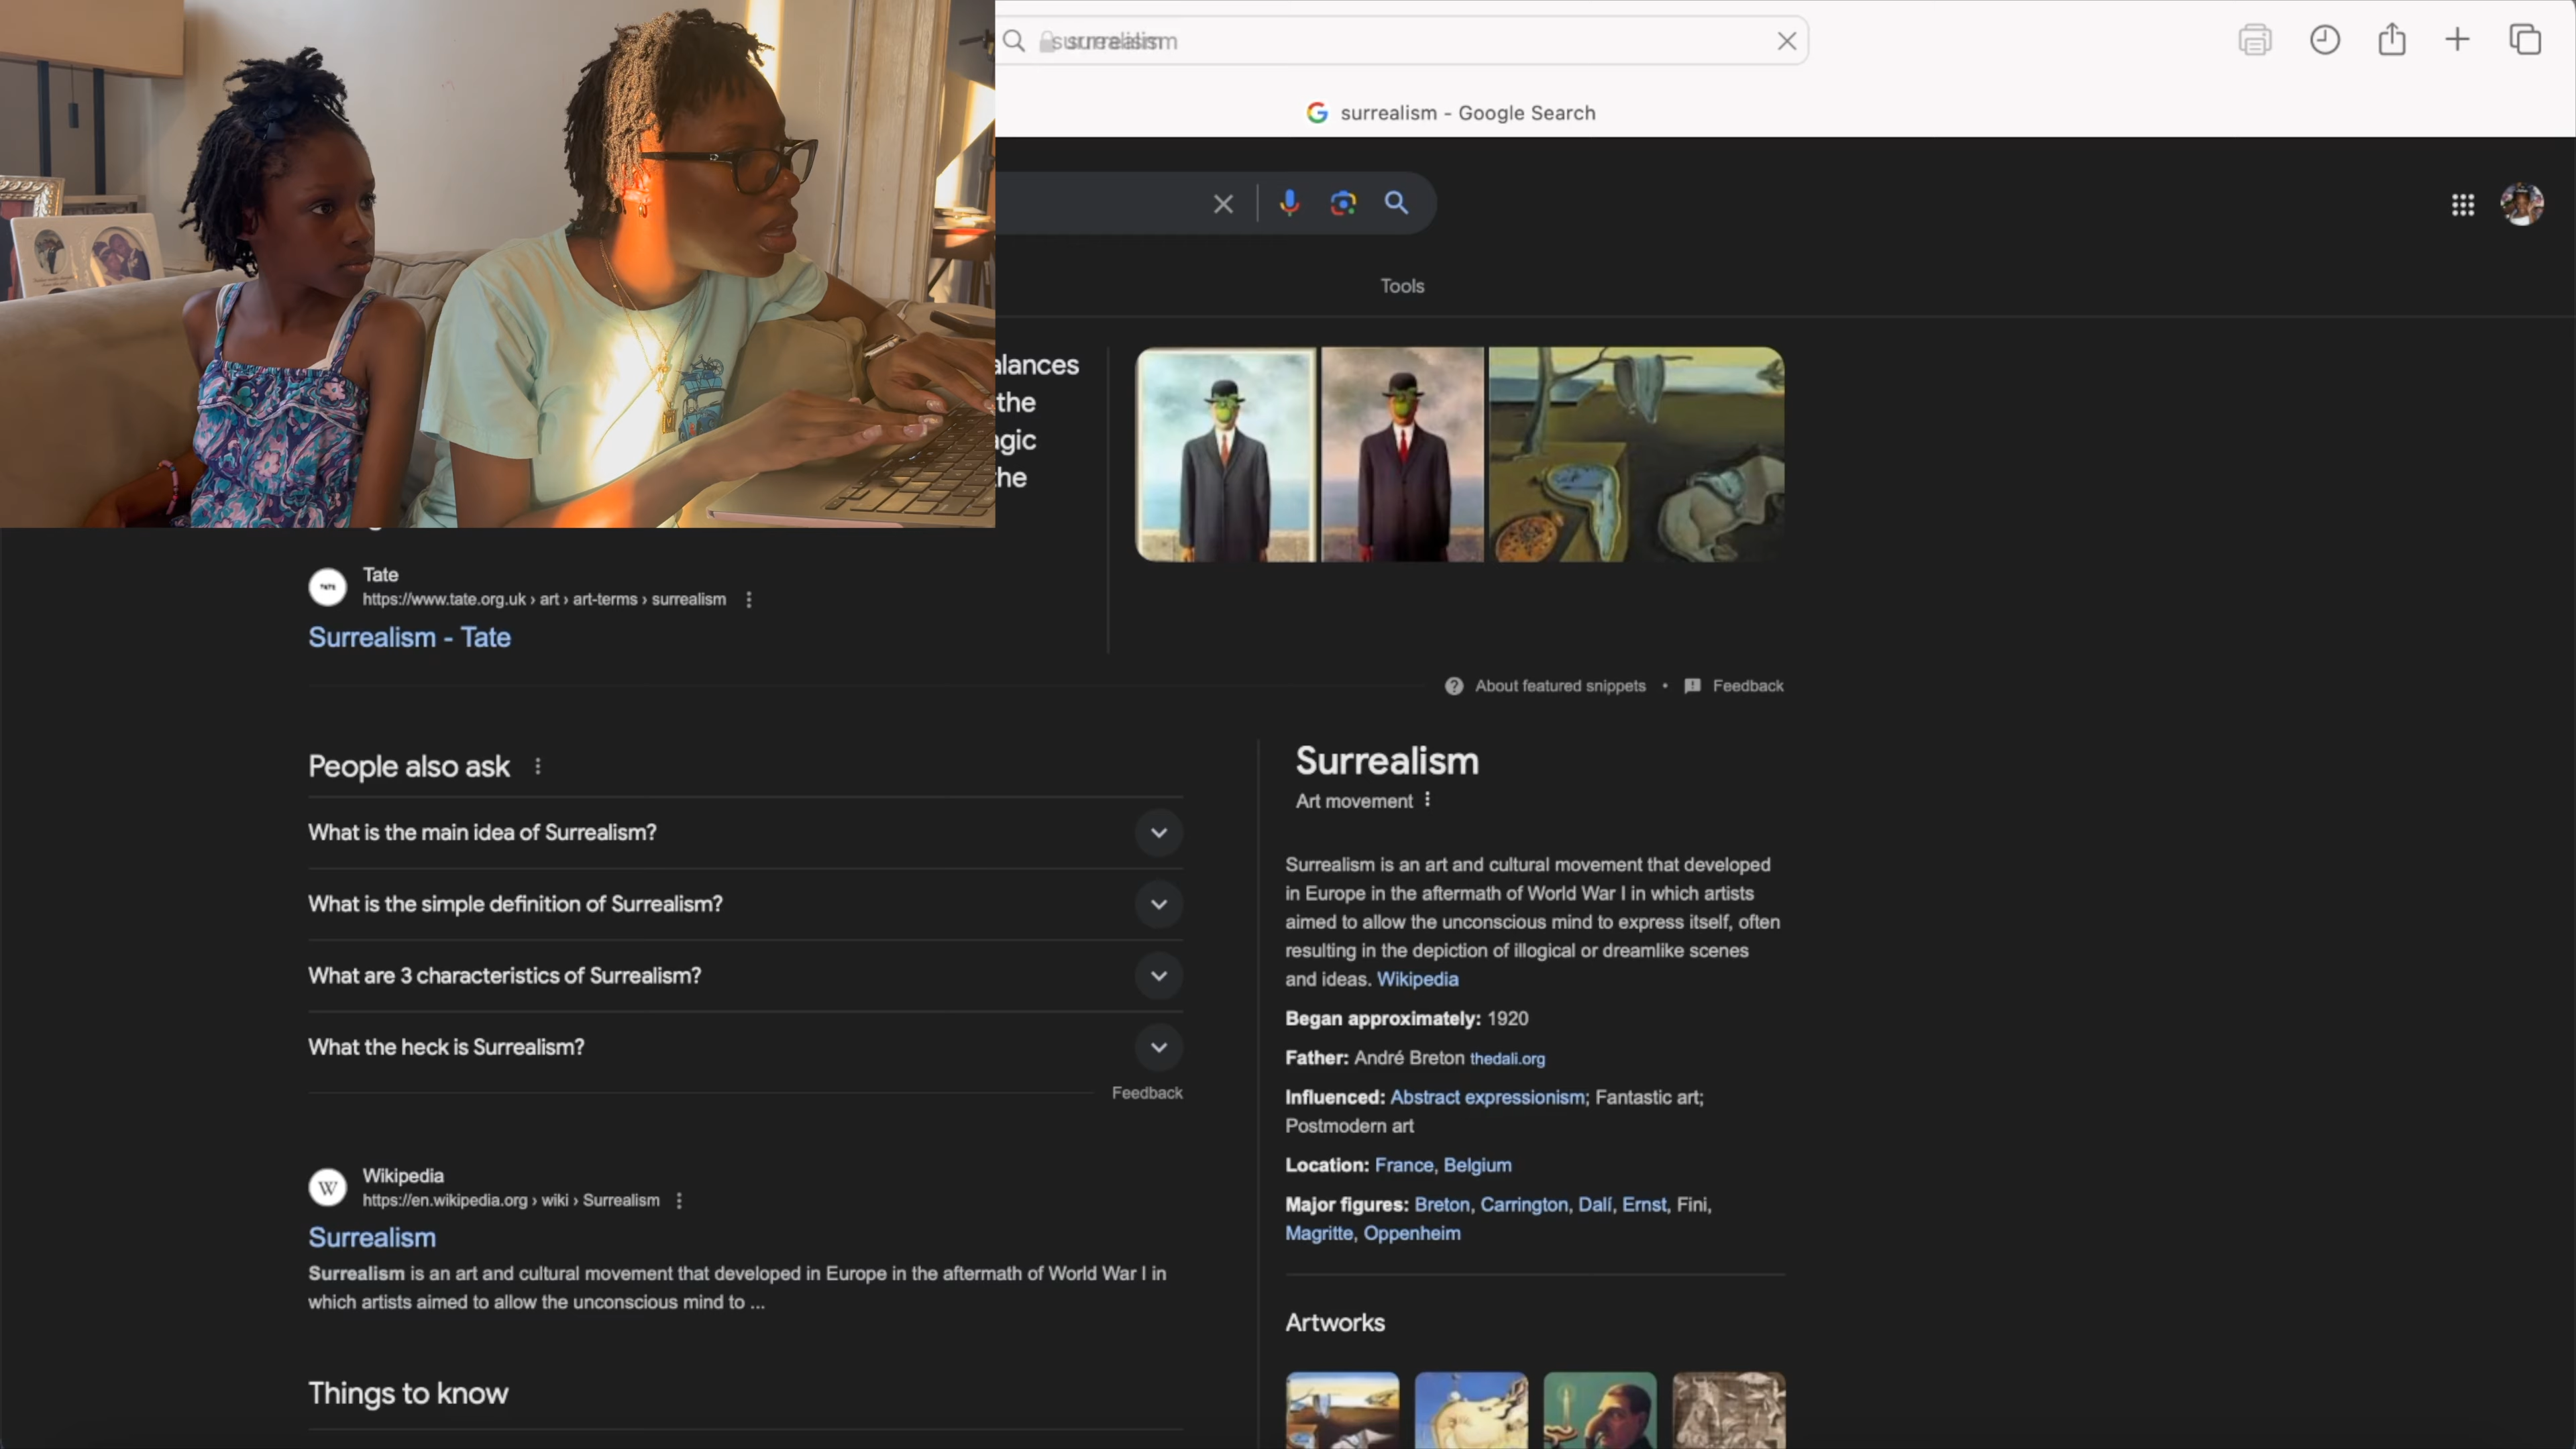 surrealism
surrealism - Google Search
Tools
alances
the
agic
the
Tate
https://www.tate.org.uk › art › art-terms › surrealism
Surrealism - Tate
About featured snippets • Feedback
People also ask
What is the main idea of Surrealism?
What is the simple definition of Surrealism?
What are 3 characteristics of Surrealism?
What the heck is Surrealism?
Feedback
Wikipedia
https://en.wikipedia.org › wiki › Surrealism
Surrealism
Surrealism is an art and cultural movement that developed in Europe in the aftermath of World War I in
which artists aimed to allow the unconscious mind to ...
Things to know
Surrealism
Art movement
Surrealism is an art and cultural movement that developed
in Europe in the aftermath of World War I in which artists
aimed to allow the unconscious mind to express itself, often
resulting in the depiction of illogical or dreamlike scenes
and ideas. Wikipedia
Began approximately: 1920
Father: André Breton thedali.org
Influenced: Abstract expressionism; Fantastic art;
Postmodern art
Location: France, Belgium
Major figures: Breton, Carrington, Dalí, Ernst, Fini,
Magritte, Oppenheim
Artworks